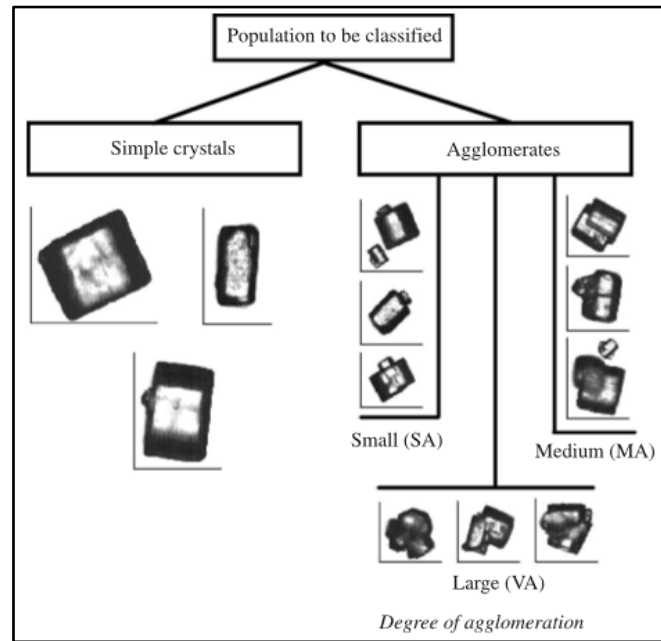 Population to be classified
Simple crystals
Agglomerates
Small (SA)
Medium (MA)
Large (VA)
Degree of agglomeration